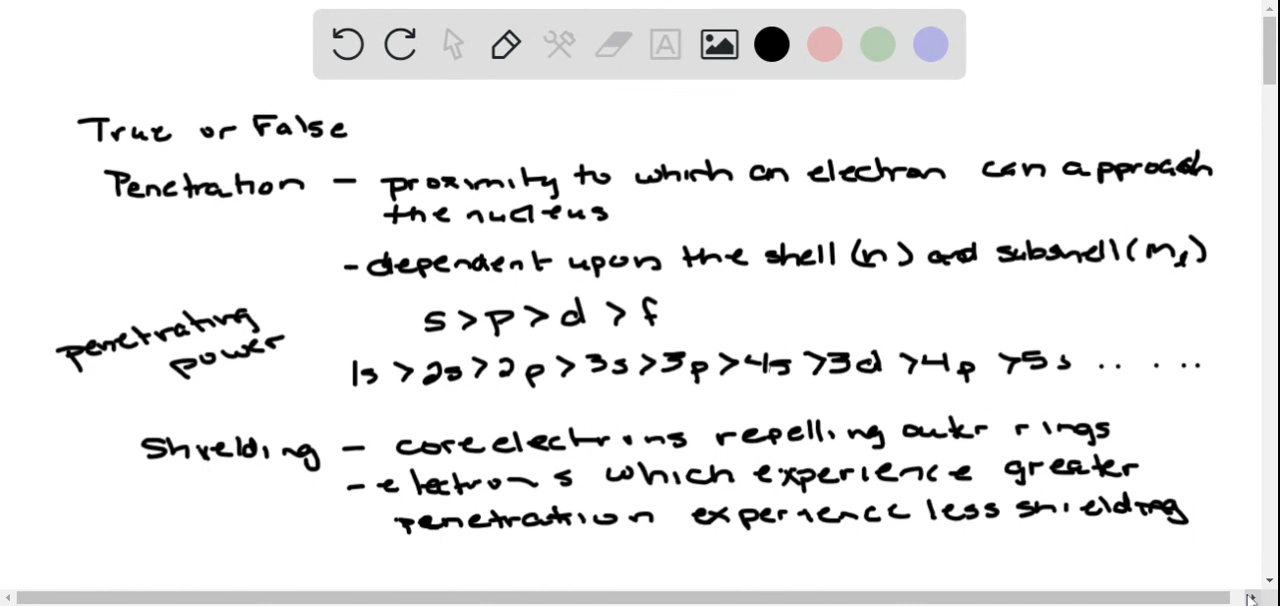 True or False
Penetration - proximity to which an electron can approach
the nucleus
- dependent upon the shell (n) and subshell (ml)
penetrating
power
s > p > d > f
1s > 2s > 2p > 3s > 3p > 4s > 3d > 4p > 5s .. . ..
Shielding - core electrons repelling outer rings
- electrons which experience greater
penetration experience less shielding